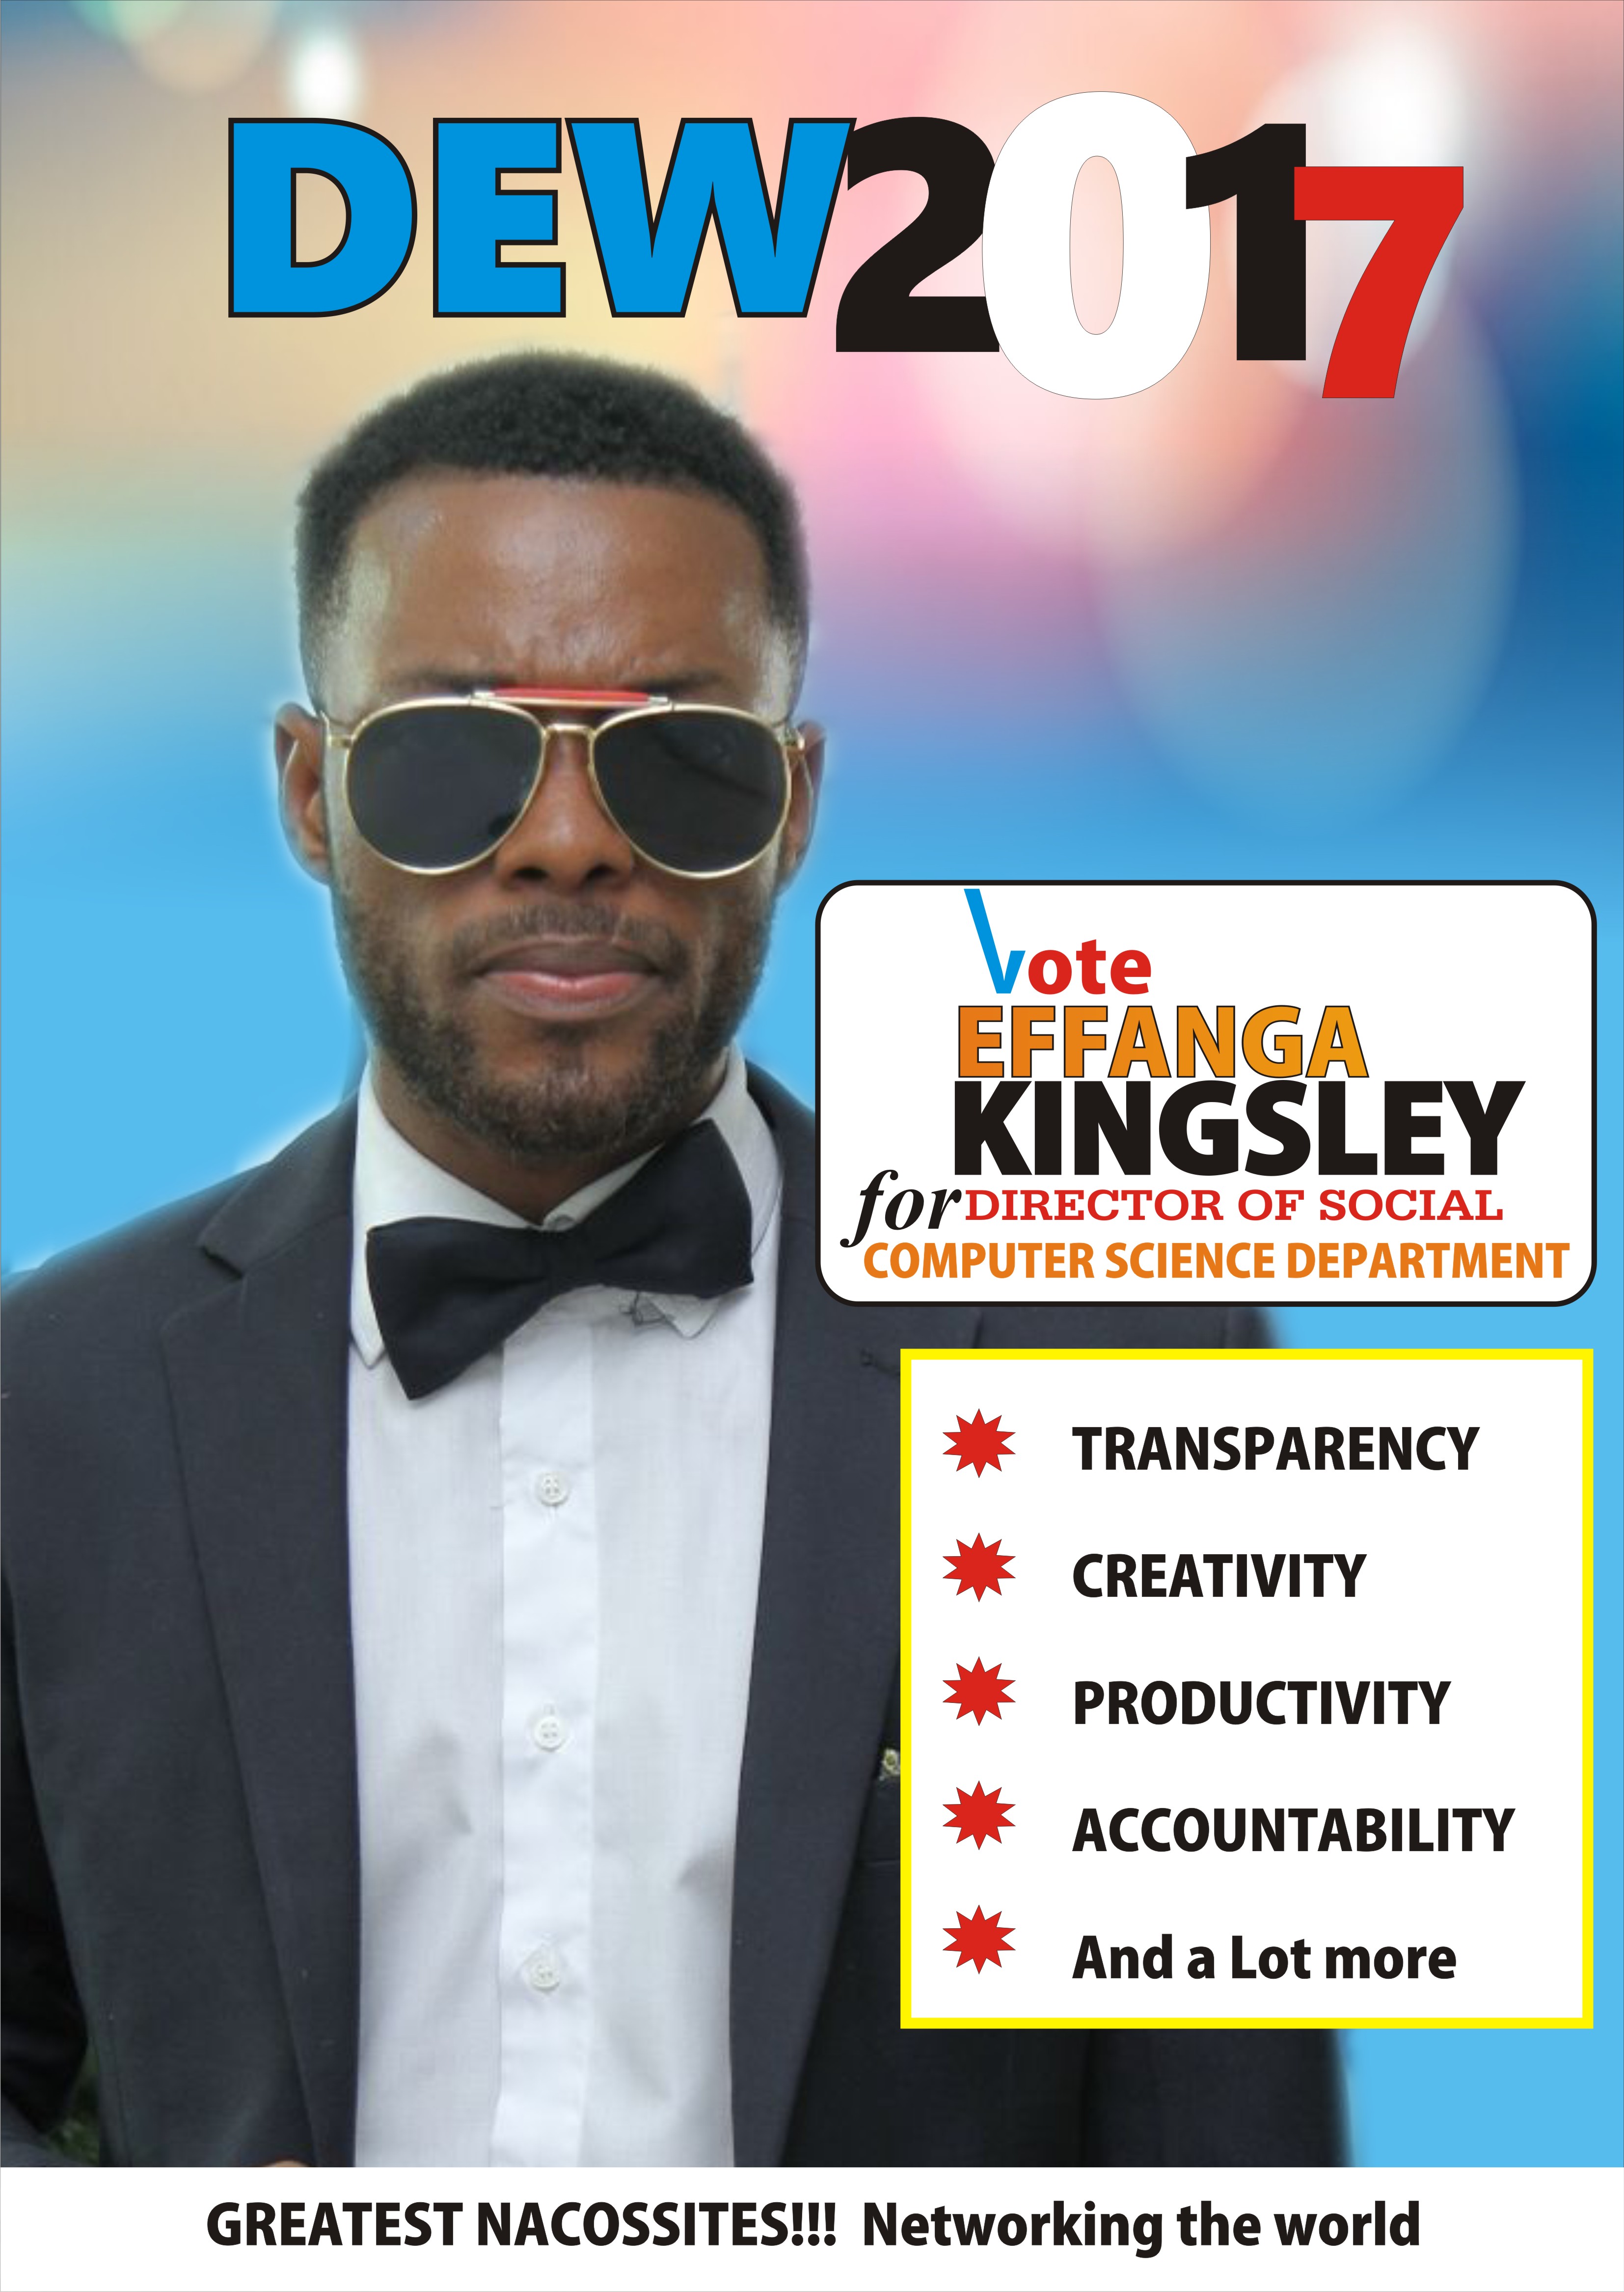 DEW2017
Vote
EFFANGA
KINGSLEY
for DIRECTOR OF SOCIAL
COMPUTER SCIENCE DEPARTMENT
TRANSPARENCY
CREATIVITY
PRODUCTIVITY
ACCOUNTABILITY
And a Lot more
GREATEST NACOSSITES!!! Networking the world